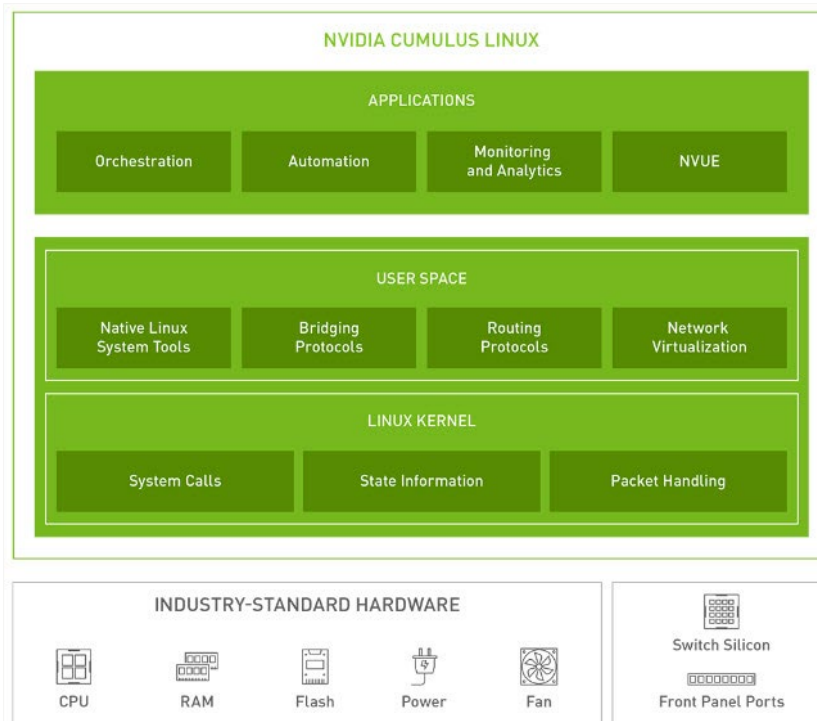 NVIDIA CUMULUS LINUX
APPLICATIONS
Orchestration
Automation
Monitoring
and Analytics
NVUE
USER SPACE
Native Linux
System Tools
Bridging
Protocols
Routing
Protocols
Network
Virtualization
LINUX KERNEL
System Calls
State Information
Packet Handling
INDUSTRY-STANDARD HARDWARE
CPU
RAM
Flash
Power
Fan
Switch Silicon
Front Panel Ports